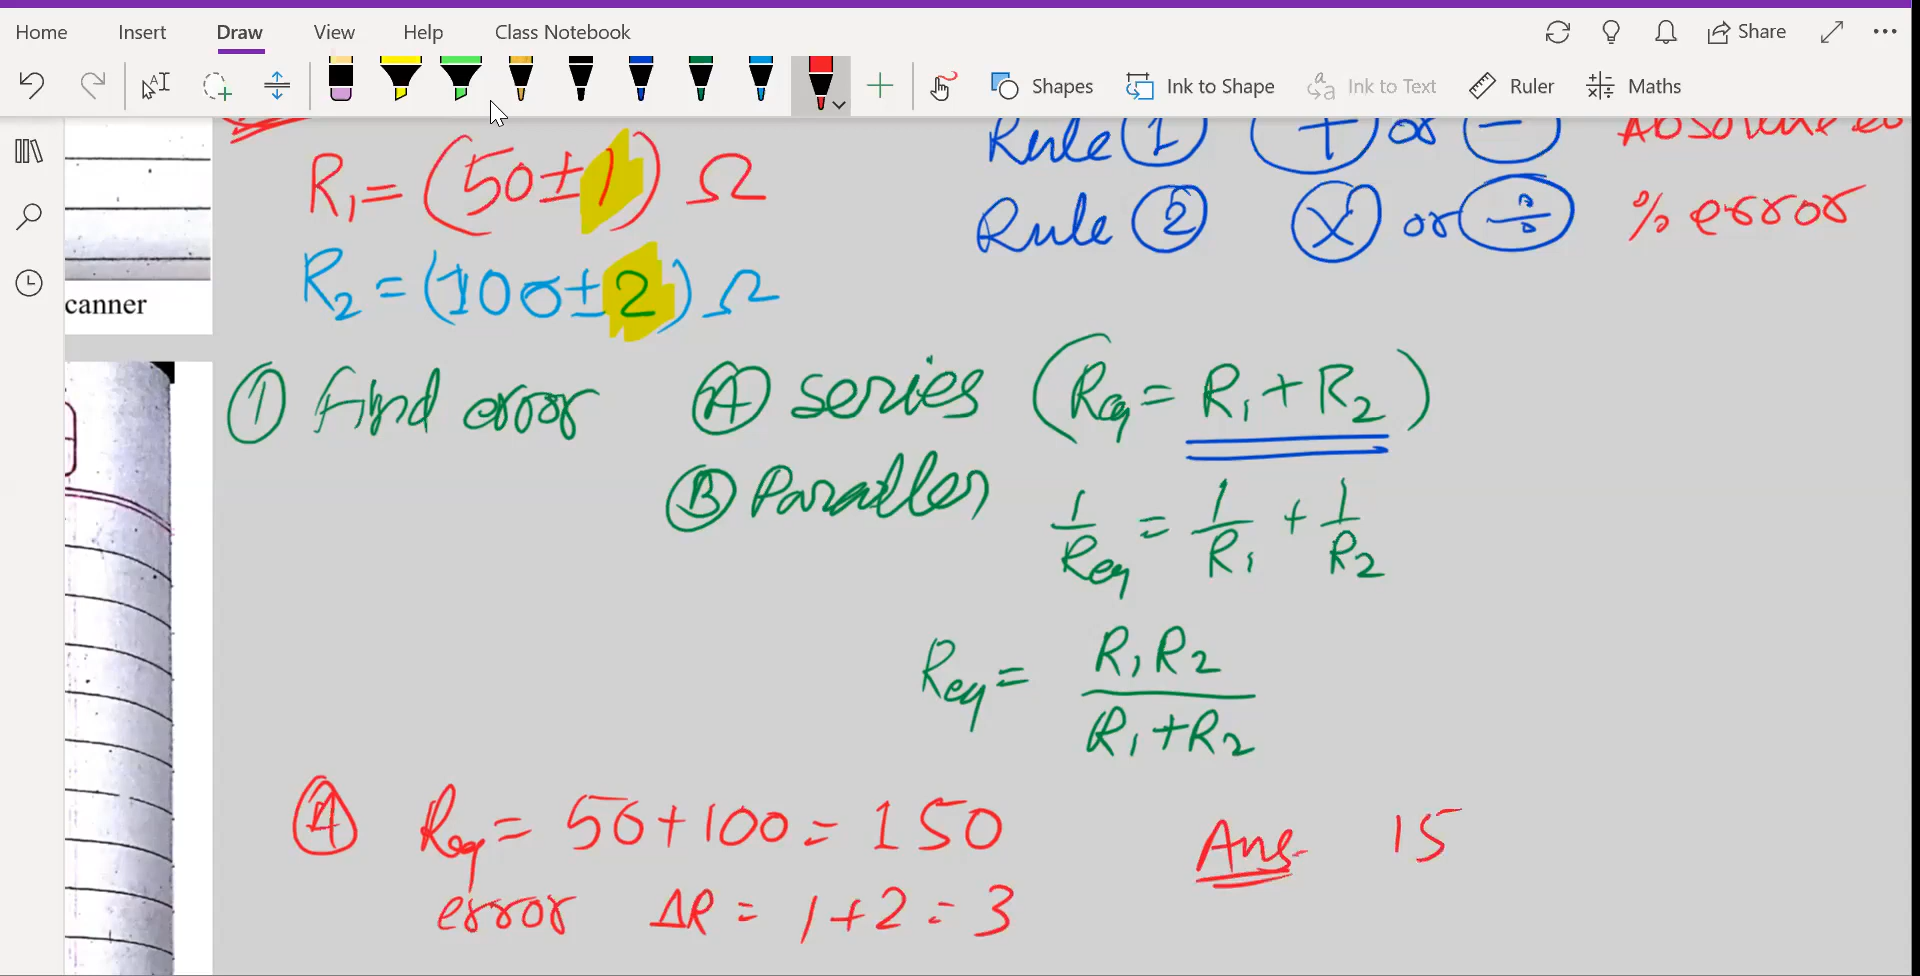 Home Insert Draw View Help Class Notebook Share
Shapes Ink to Shape Ink to Text Ruler Maths
R₁ = (50 ± 1) Ω
Rule ① + or − Absolute
R₂ = (100 ± 2) Ω
Rule ② × or ÷ % error
canner
① Find error Ⓐ series (Req = R₁ + R₂)
Ⓑ Parallel 1/Req = 1/R₁ + 1/R₂
Req = R₁R₂/(R₁+R₂)
Ⓐ Req = 50 + 100 = 150
Ans. 15
error ΔR = 1 + 2 = 3